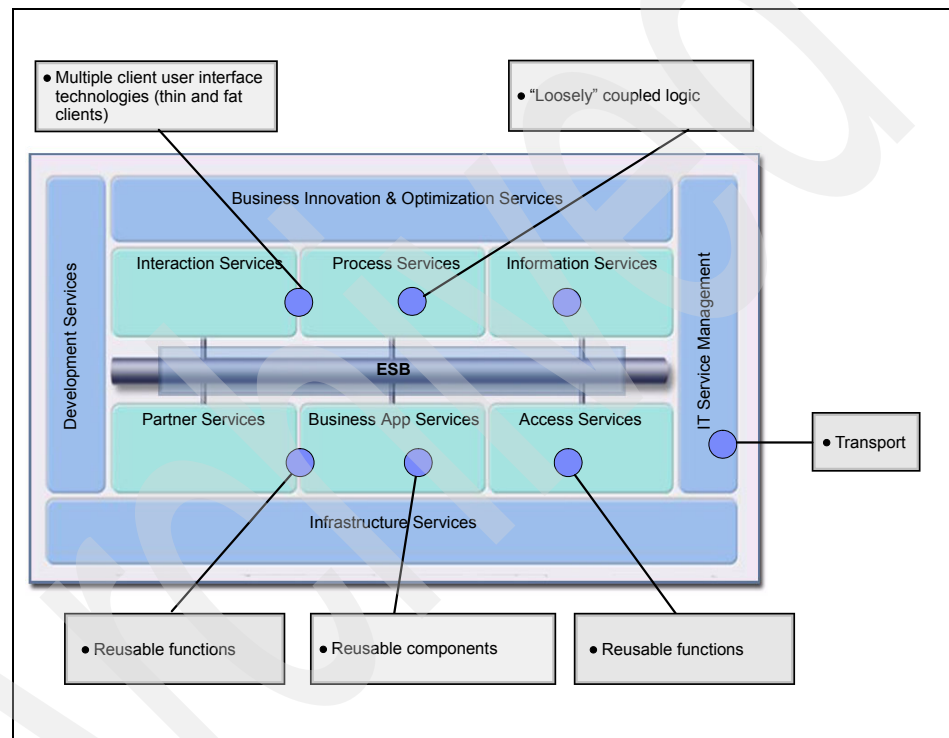 • Multiple client user interface
technologies (thin and fat
clients)
• “Loosely” coupled logic
Business Innovation & Optimization Services
Development Services
Interaction Services
Process Services
Information Services
IT Service Management
ESB
Partner Services
Business App Services
Access Services
• Transport
Infrastructure Services
• Reusable functions
• Reusable components
• Reusable functions